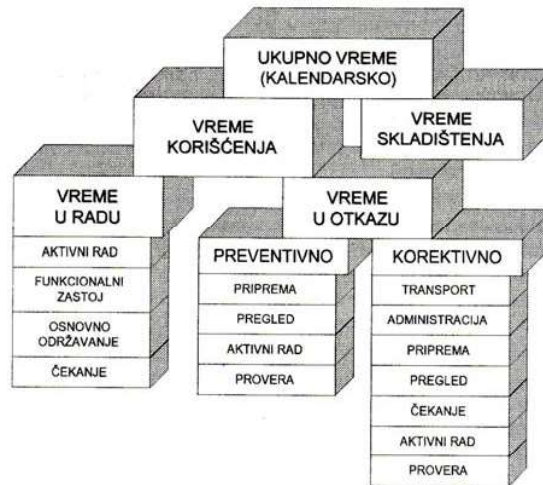 UKUPNO VREME
(KALENDARSKO)
VREME
KORIŠĆENJA
VREME
SKLADIŠTENJA
VREME
U RADU
AKTIVNI RAD
FUNKCIONALNI
ZASTOJ
OSNOVNO
ODRŽAVANJE
ČEKANJE
VREME
U OTKAZU
PREVENTIVNO
PRIPREMA
PREGLED
AKTIVNI RAD
PROVERA
KOREKTIVNO
TRANSPORT
ADMINISTRACIJA
PRIPREMA
PREGLED
ČEKANJE
AKTIVNI RAD
PROVERA